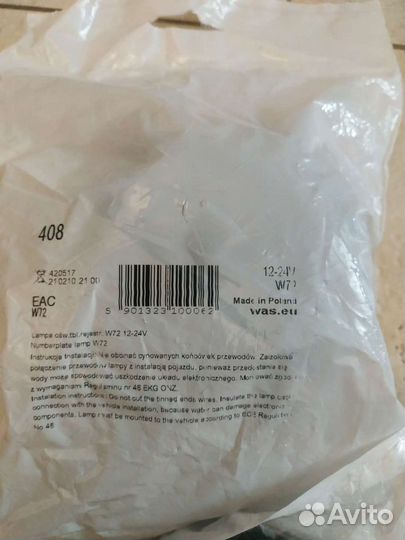 408
420517
210210 21:00
12-24V
W72
EAC
W72
5 901323 100062
Made in Poland
was.eu
Lampa ośw.tbl.rejestr. W72 12-24V
Numberplate lamp W72
Instrukcja instalacji: Nie obcinać cynowanych końcówek przewodów. Zaizolować
połączenie przewodów lampy z instalacją pojazdu, ponieważ przedostanie się
wody może spowodować uszkodzenie układu elektronicznego. Montować zgodnie
z wymaganiami Regulaminu nr 48 EKG ONZ.
Installation instructions: Do not cut the tinned ends wires. Insulate the lamp cable
connection with the vehicle installation, because water can damage electronic
components. Lamp must be mounted to the vehicle according to ECE Regulation
No 48
Avito